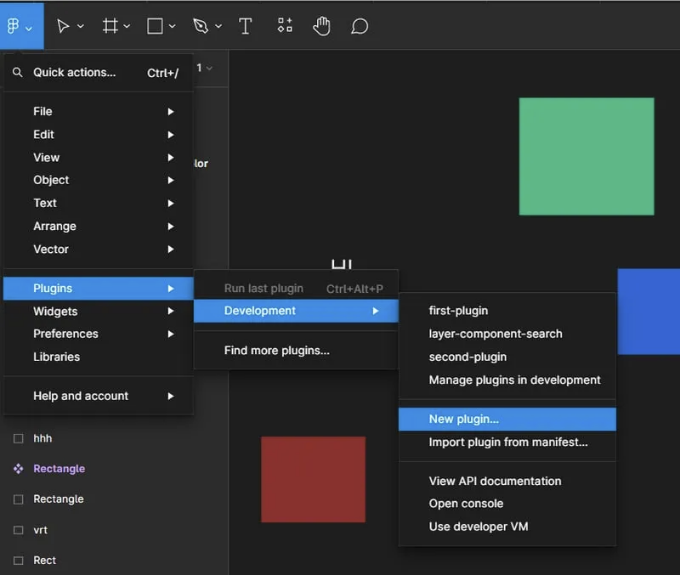 1
Quick actions... Ctrl+/
File
Edit
View
lor
Object
Text
Arrange
Vector
HI
Plugins
Run last plugin Ctrl+Alt+P
Widgets
Development
first-plugin
Preferences
layer-component-search
Libraries
Find more plugins...
second-plugin
Manage plugins in development
Help and account
New plugin...
hhh
Import plugin from manifest...
Rectangle
View API documentation
Rectangle
Open console
vrt
Use developer VM
Rect